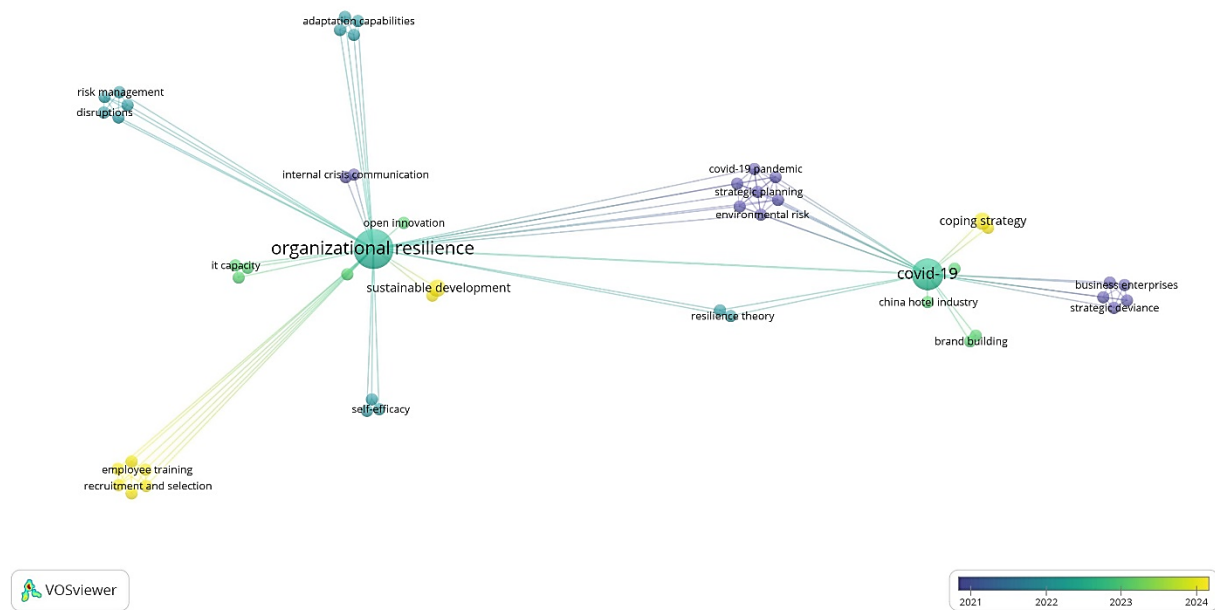 adaptation capabilities
risk management
disruptions
internal crisis communication
covid-19 pandemic
strategic planning
environmental risk
open innovation
coping strategy
organizational resilience
it capacity
covid-19
sustainable development
business enterprises
china hotel industry
strategic deviance
resilience theory
brand building
self-efficacy
employee training
recruitment and selection
VOSviewer
2021 2022 2023 2024